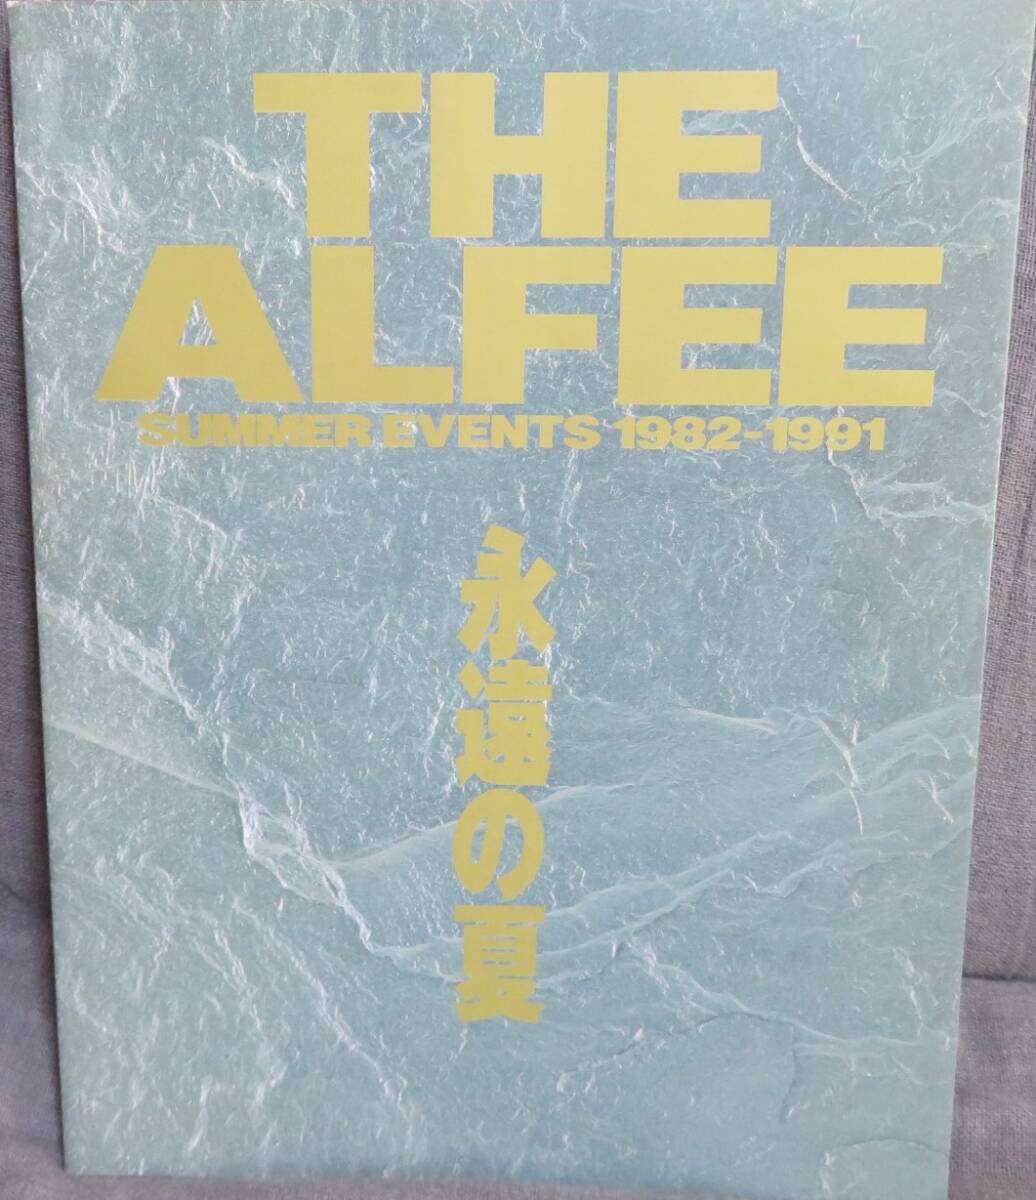 THE
ALFEE
SUMMER EVENTS 1982-1991
永遠の夏